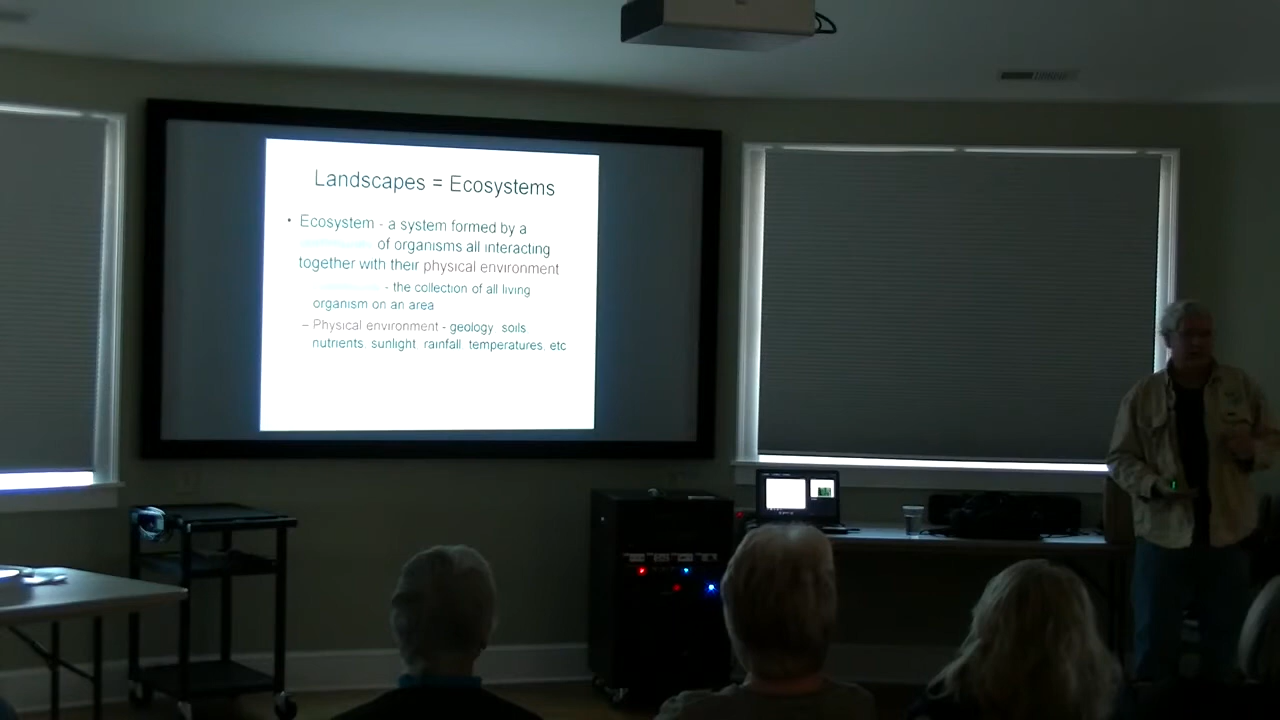 Landscapes = Ecosystems
• Ecosystem - a system formed by a
of organisms all interacting
together with their physical environment
- the collection of all living
organism on an area
– Physical environment - geology, soils
nutrients, sunlight, rainfall, temperatures, etc